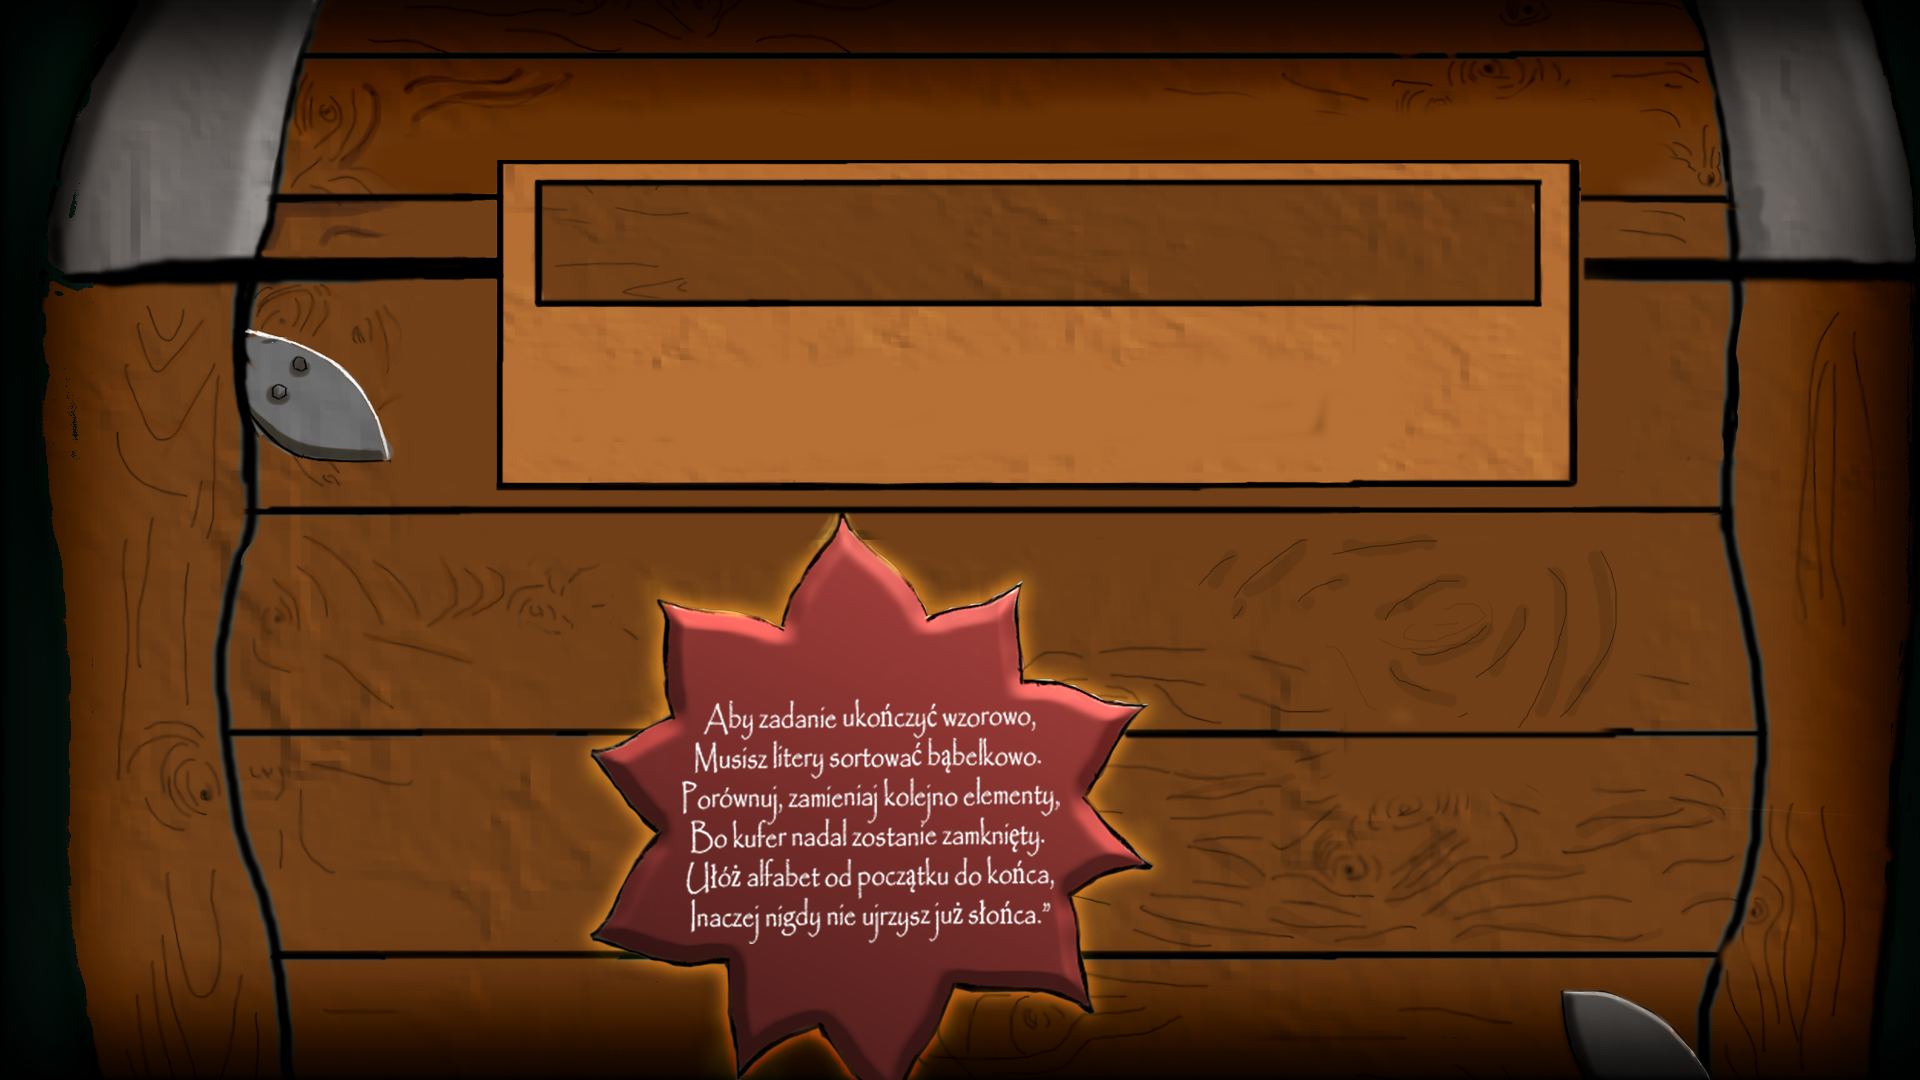 Aby zadanie ukończyć wzorowo,
Musisz litery sortować bąbelkowo.
Porównuj, zamieniaj kolejno elementy,
Bo kufer nadal zostanie zamknięty.
Ułóż alfabet od początku do końca,
Inaczej nigdy nie ujrzysz już słońca.”